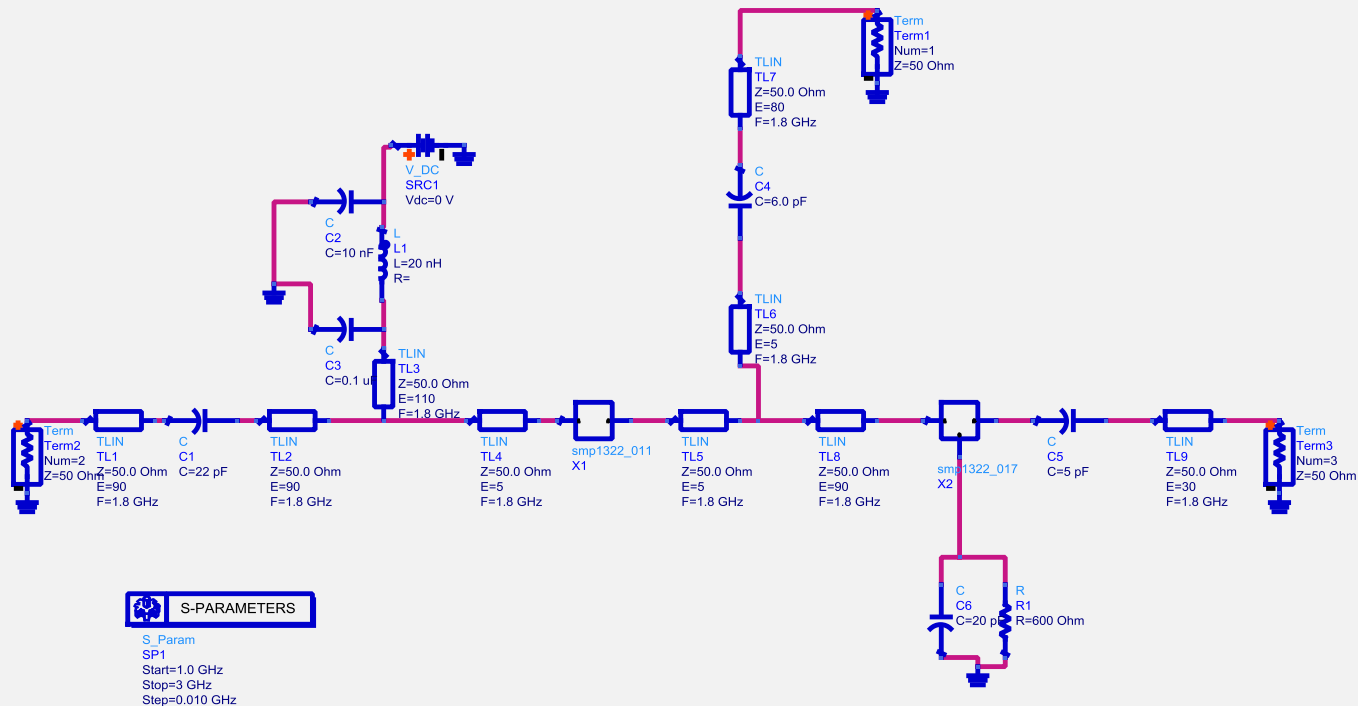 Term
Term1
Num=1
Z=50 Ohm
TLIN
TL7
Z=50.0 Ohm
E=80
F=1.8 GHz
V_DC
SRC1
Vdc=0 V
C
C4
C=6.0 pF
C
C2
C=10 nF
L
L1
L=20 nH
R=
TLIN
TL6
Z=50.0 Ohm
E=5
F=1.8 GHz
C
C3
C=0.1 u
TLIN
TL3
Z=50.0 Ohm
E=110
F=1.8 GHz
Term
Term2
Num=2
Z=50 Ohm
TLIN
TL1
Z=50.0 Ohm
E=90
F=1.8 GHz
C
C1
C=22 pF
TLIN
TL2
Z=50.0 Ohm
E=90
F=1.8 GHz
TLIN
TL4
Z=50.0 Ohm
E=5
F=1.8 GHz
smp1322_011
X1
TLIN
TL5
Z=50.0 Ohm
E=5
F=1.8 GHz
TLIN
TL8
Z=50.0 Ohm
E=90
F=1.8 GHz
smp1322_017
X2
C
C5
C=5 pF
TLIN
TL9
Z=50.0 Ohm
E=30
F=1.8 GHz
Term
Term3
Num=3
Z=50 Ohm
C
C6
C=20 pF
R
R1
R=600 Ohm
S-PARAMETERS
S_Param
SP1
Start=1.0 GHz
Stop=3 GHz
Step=0.010 GHz